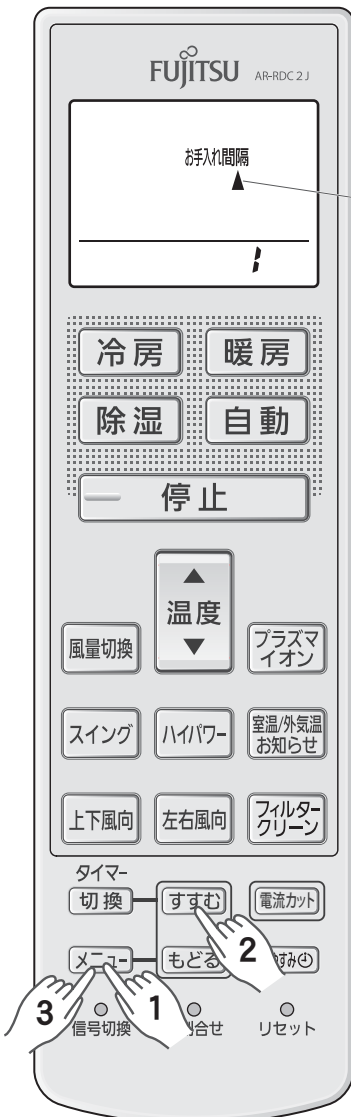 FUJITSU AR-RDC2J
お手入れ間隔
▲
1
冷房 暖房
除湿 自動
停止
▲
温度
▼
風量切換 プラズマ
イオン
スイング ハイパワー 室温/外気温
お知らせ
上下風向 左右風向 フィルター
クリーン
タイマー
切換 すすむ 電流カット
メニュー もどる
3 1 2
信号切換 リセット